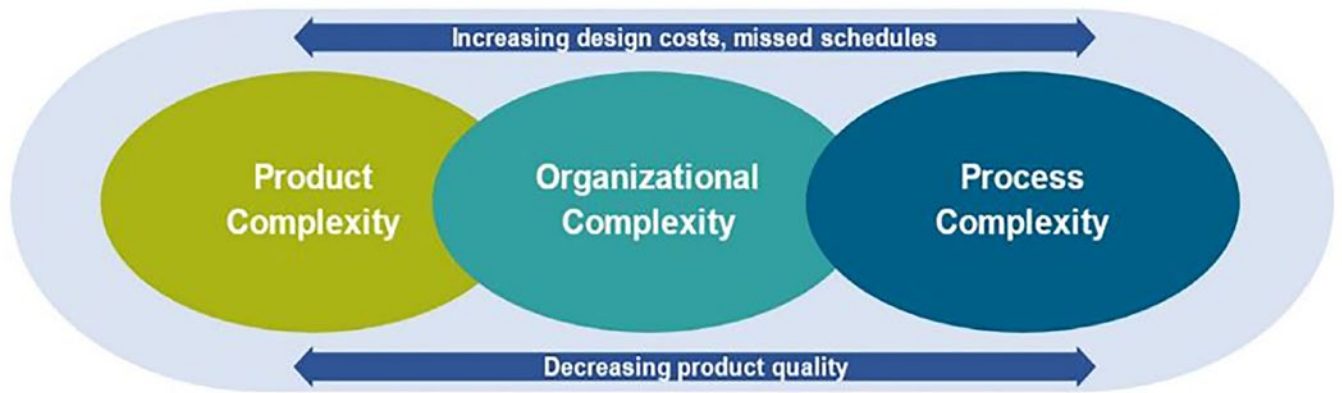 Increasing design costs, missed schedules
Product
Complexity
Organizational
Complexity
Process
Complexity
Decreasing product quality